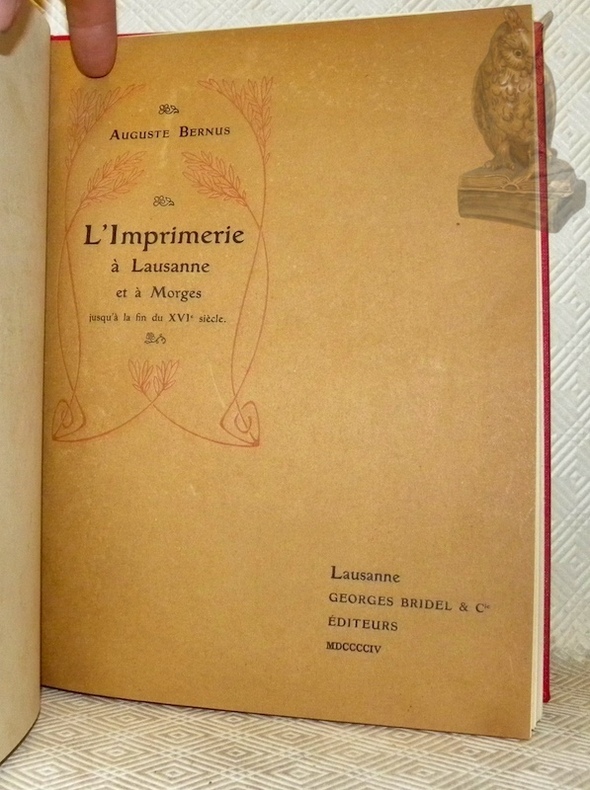 Auguste Bernus
L'Imprimerie
à Lausanne
et à Morges
jusqu'à la fin du XVIe siècle.
Lausanne
GEORGES BRIDEL & Cie
ÉDITEURS
MDCCCCIV